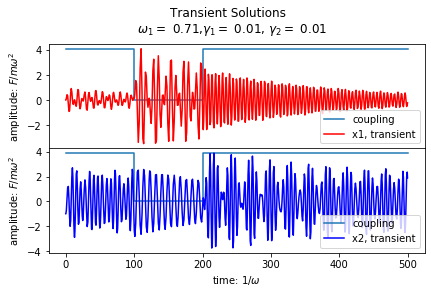 Transient Solutions
ω₁ = 0.71,γ₁ = 0.01, γ₂ = 0.01
4
2
0
−2
amplitude: F/mω²
coupling
x1, transient
4
2
0
−2
−4
amplitude: F/mω²
coupling
x2, transient
0 100 200 300 400 500
time: 1/ω